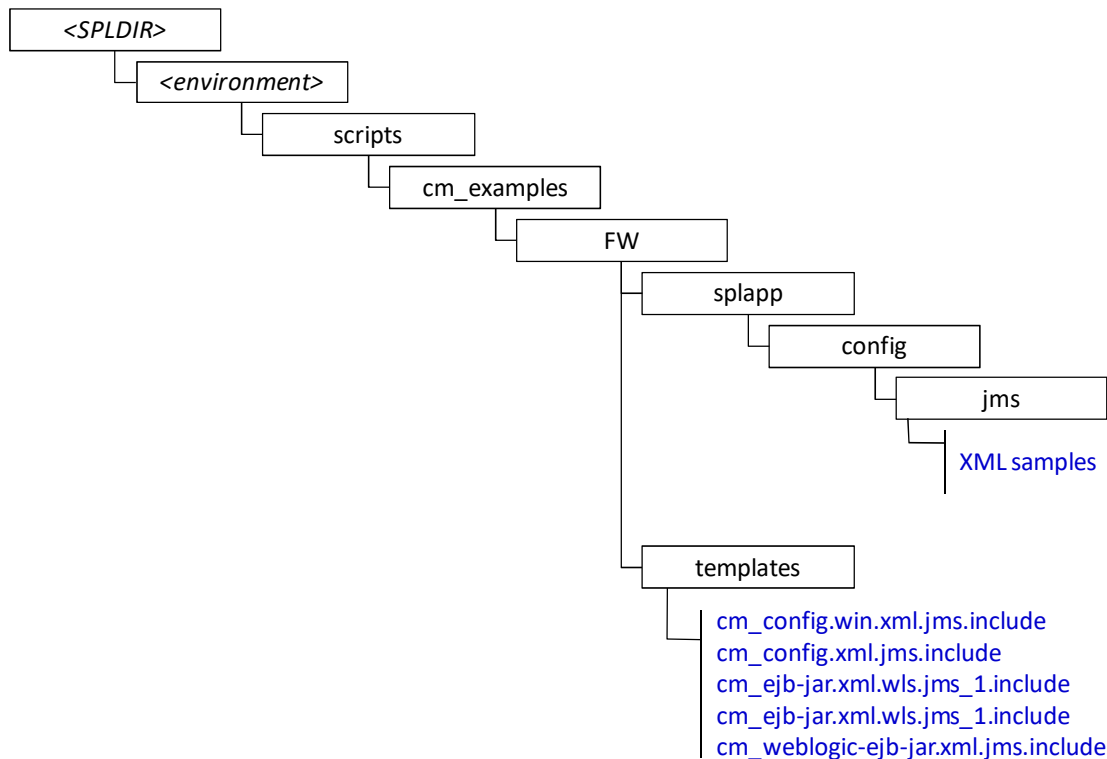 <SPLDIR>
<environment>
scripts
cm_examples
FW
splapp
config
jms
XML samples
templates
cm_config.win.xml.jms.include
cm_config.xml.jms.include
cm_ejb-jar.xml.wls.jms_1.include
cm_ejb-jar.xml.wls.jms_1.include
cm_weblogic-ejb-jar.xml.jms.include